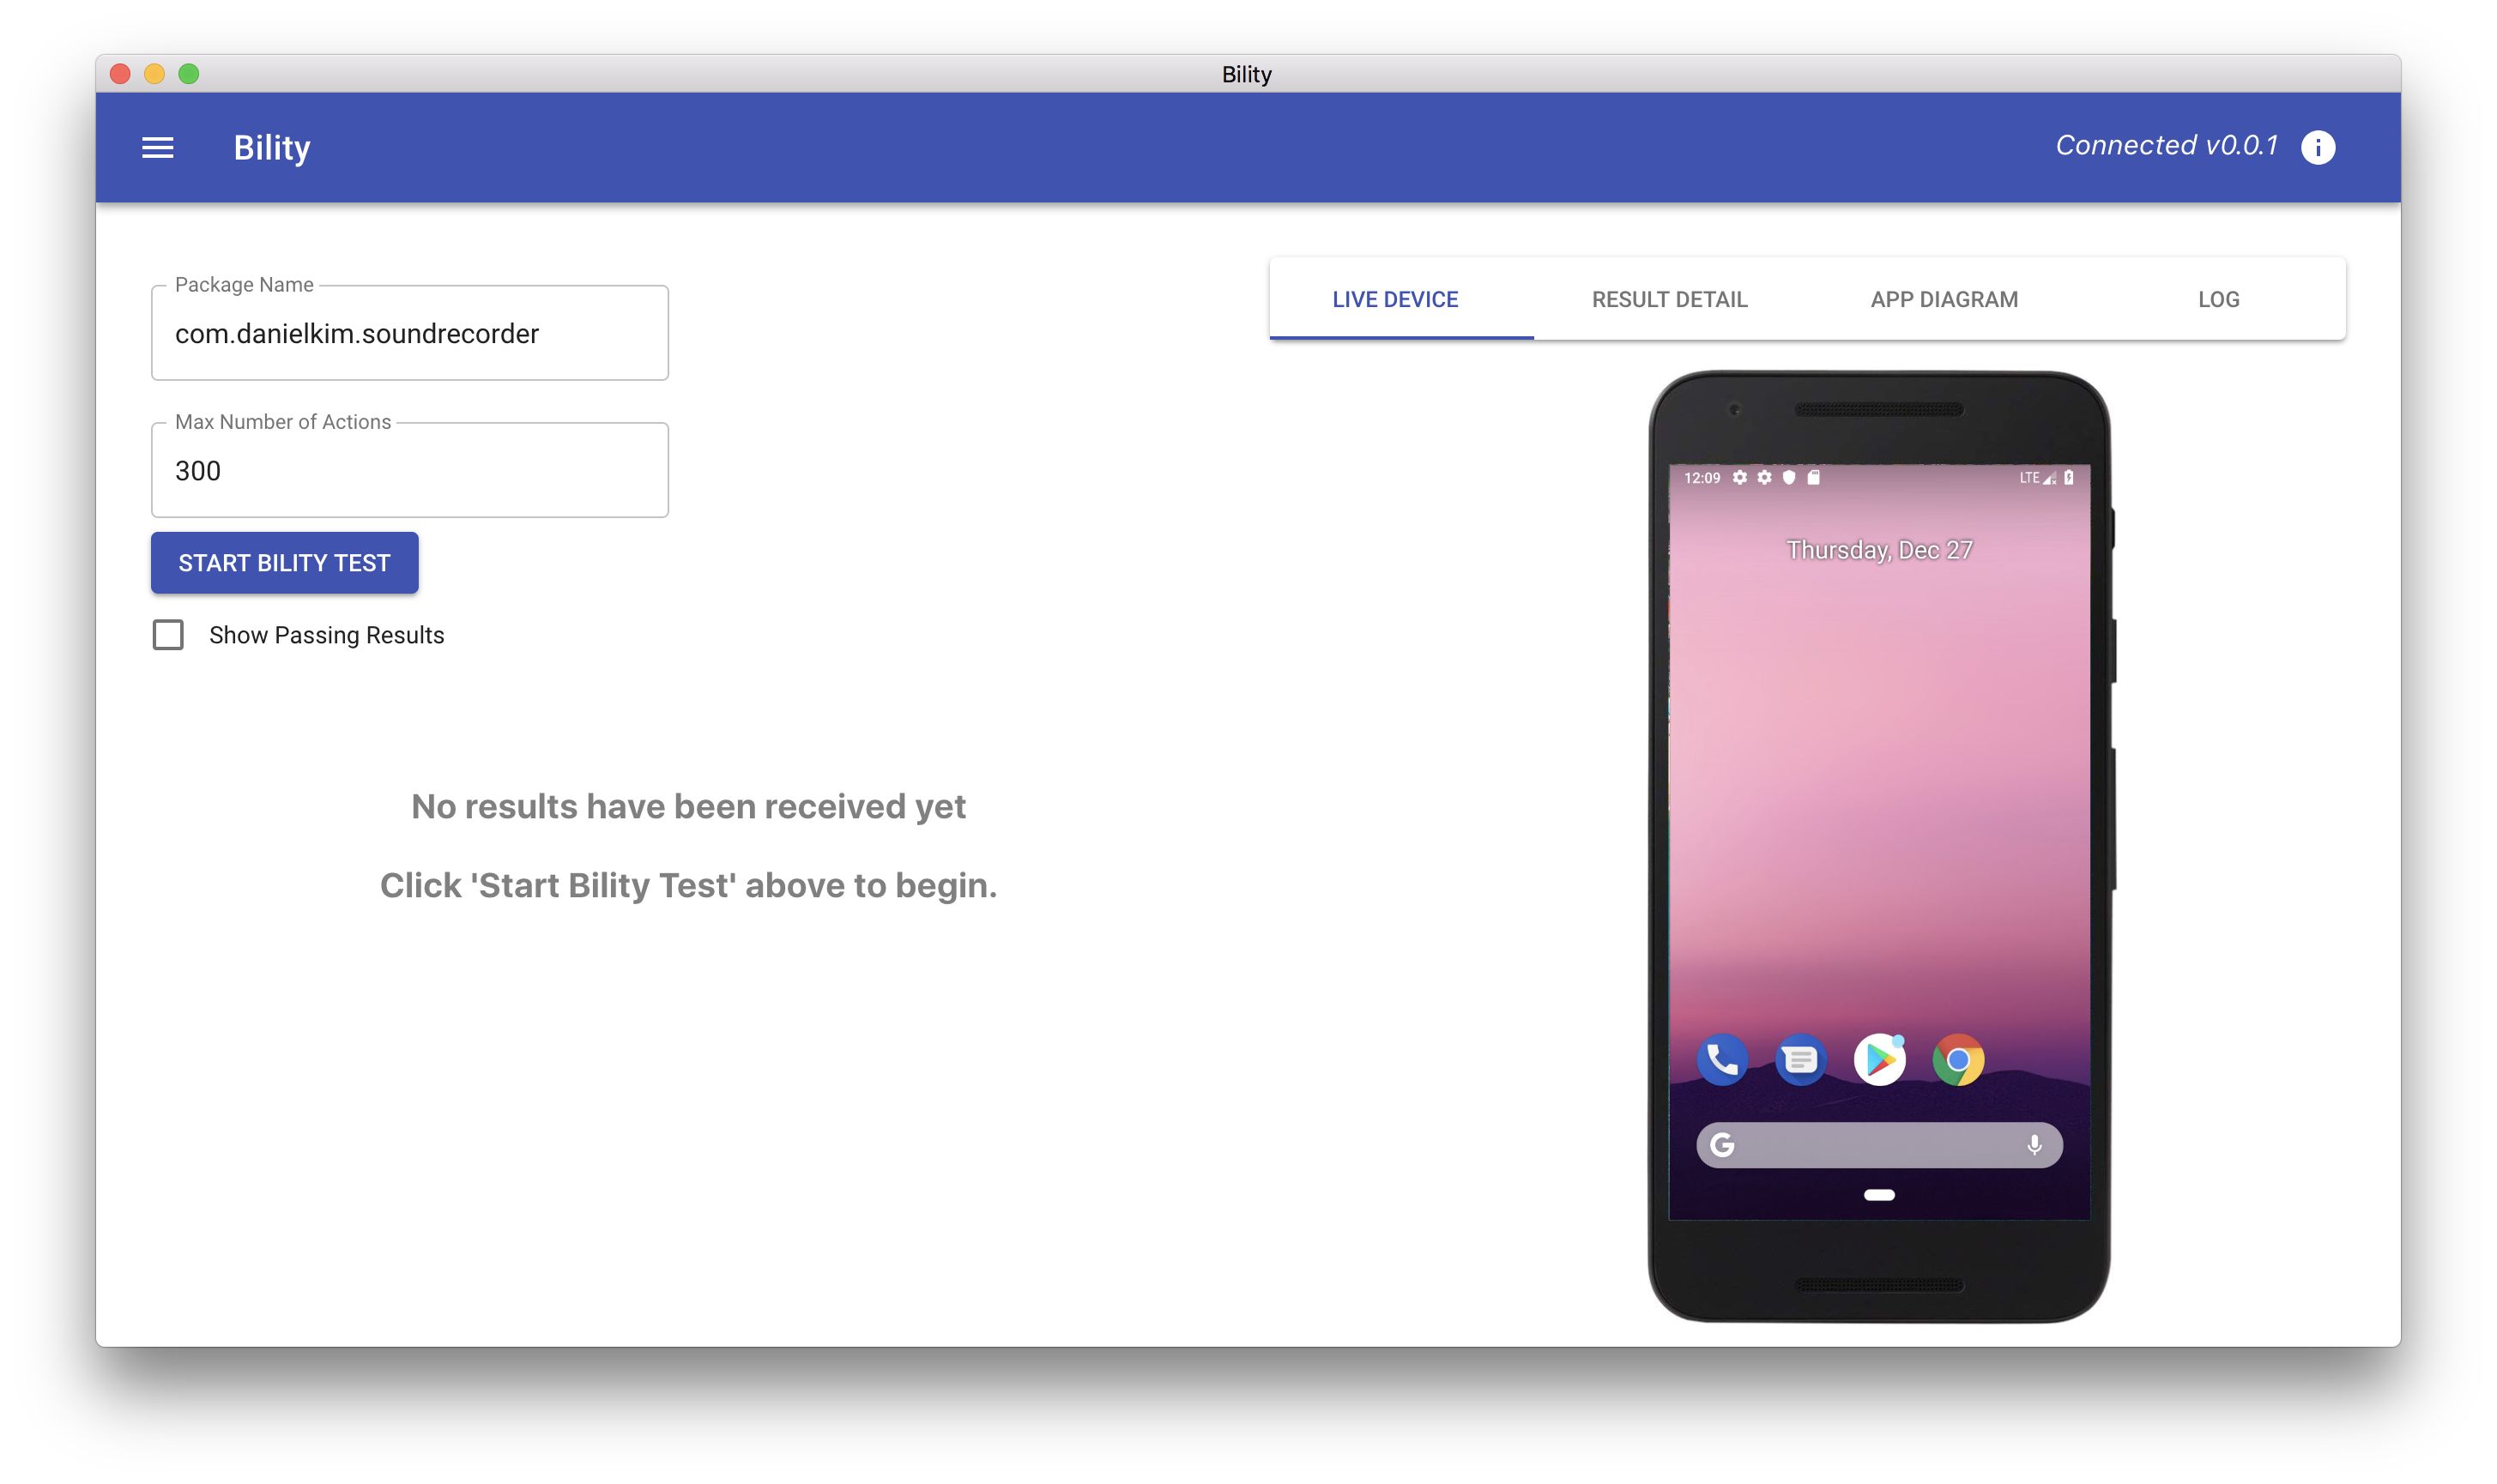 Bility
Bility
Connected v0.0.1
Package Name
com.danielkim.soundrecorder
Max Number of Actions
300
START BILITY TEST
Show Passing Results
No results have been received yet
Click 'Start Bility Test' above to begin.
LIVE DEVICE RESULT DETAIL APP DIAGRAM LOG
12:09 LTE
Thursday, Dec 27
G